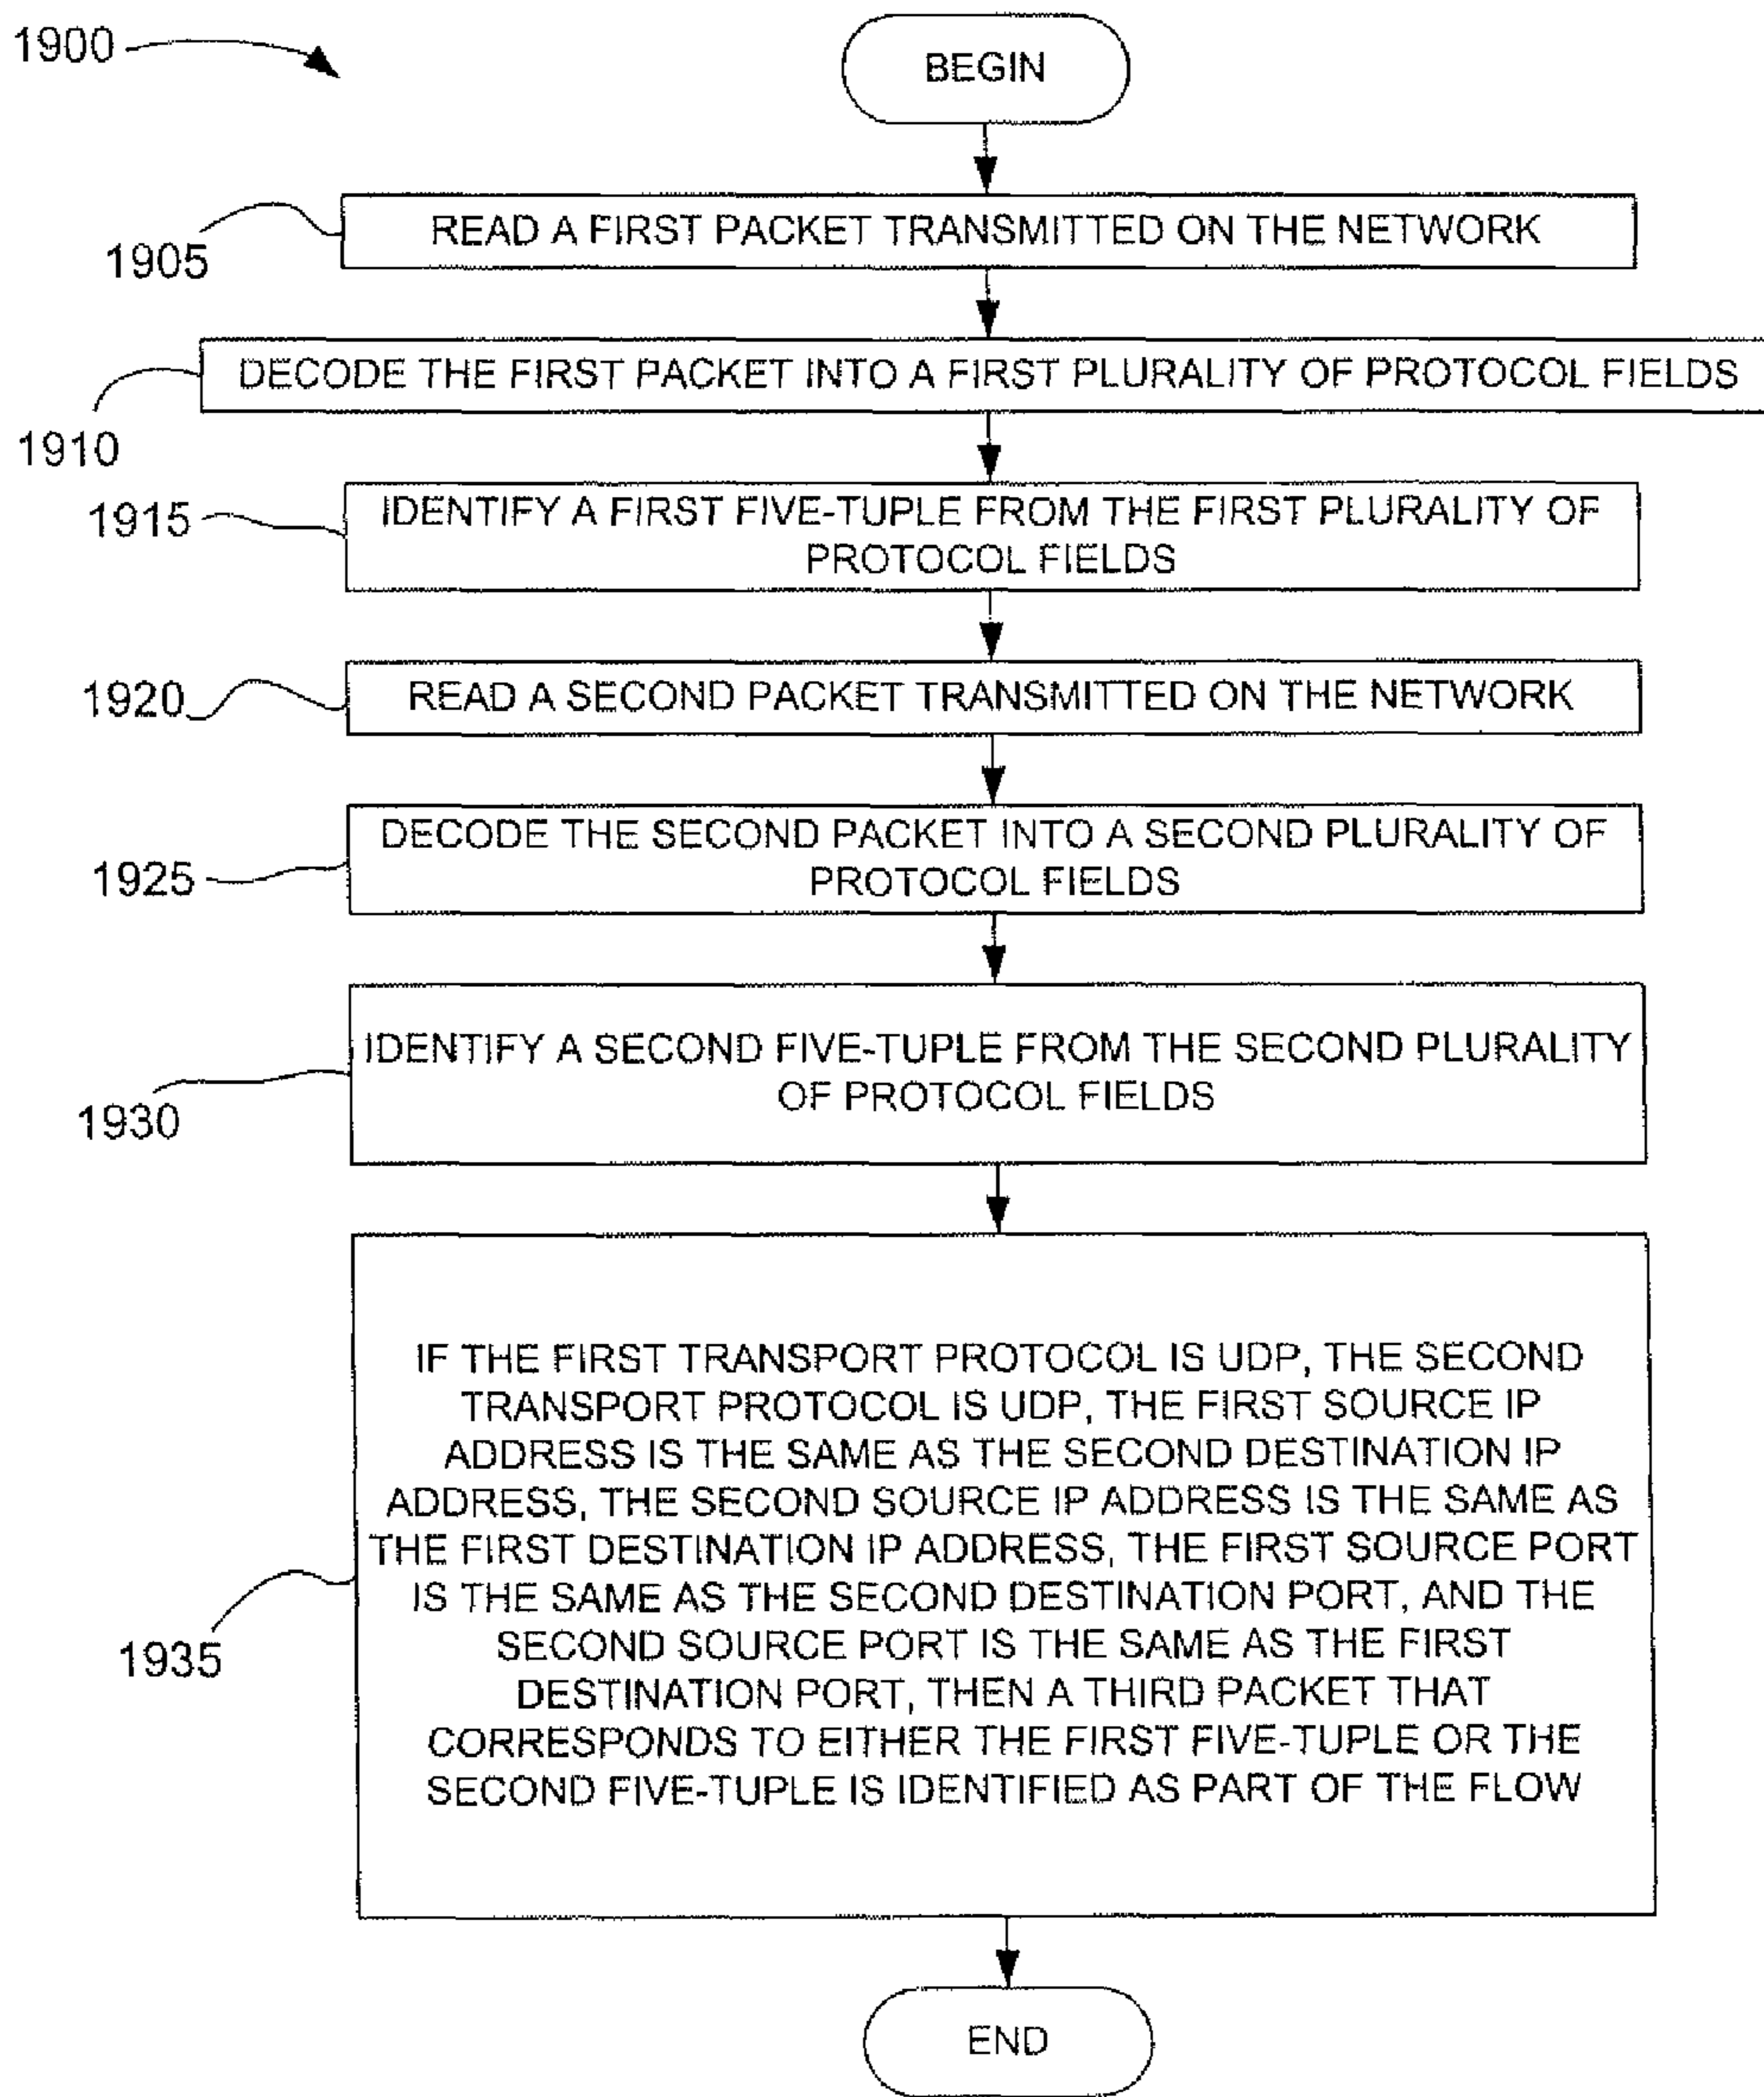 1900
BEGIN
READ A FIRST PACKET TRANSMITTED ON THE NETWORK
1905
DECODE THE FIRST PACKET INTO A FIRST PLURALITY OF PROTOCOL FIELDS
1910
IDENTIFY A FIRST FIVE-TUPLE FROM THE FIRST PLURALITY OF
PROTOCOL FIELDS
1915
READ A SECOND PACKET TRANSMITTED ON THE NETWORK
1920
DECODE THE SECOND PACKET INTO A SECOND PLURALITY OF
PROTOCOL FIELDS
1925
IDENTIFY A SECOND FIVE-TUPLE FROM THE SECOND PLURALITY
OF PROTOCOL FIELDS
1930
IF THE FIRST TRANSPORT PROTOCOL IS UDP, THE SECOND
TRANSPORT PROTOCOL IS UDP, THE FIRST SOURCE IP
ADDRESS IS THE SAME AS THE SECOND DESTINATION IP
ADDRESS, THE SECOND SOURCE IP ADDRESS IS THE SAME AS
THE FIRST DESTINATION IP ADDRESS, THE FIRST SOURCE PORT
IS THE SAME AS THE SECOND DESTINATION PORT, AND THE
SECOND SOURCE PORT IS THE SAME AS THE FIRST
DESTINATION PORT, THEN A THIRD PACKET THAT
CORRESPONDS TO EITHER THE FIRST FIVE-TUPLE OR THE
SECOND FIVE-TUPLE IS IDENTIFIED AS PART OF THE FLOW
1935
END